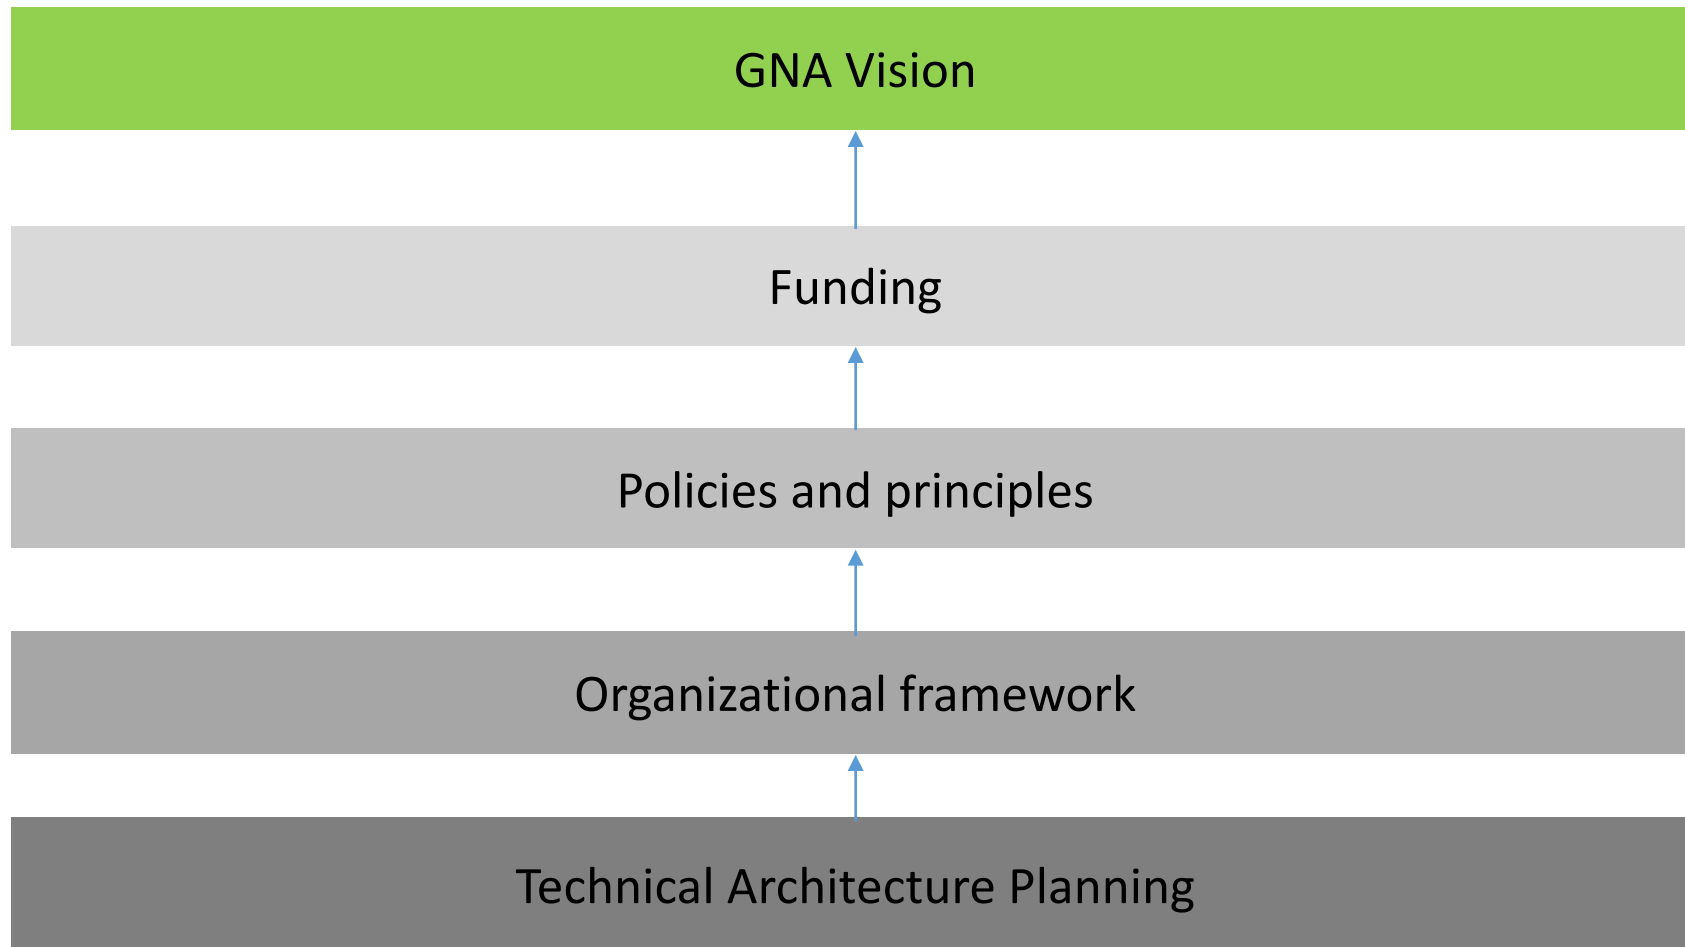 GNA Vision
Funding
Policies and principles
Organizational framework
Technical Architecture Planning